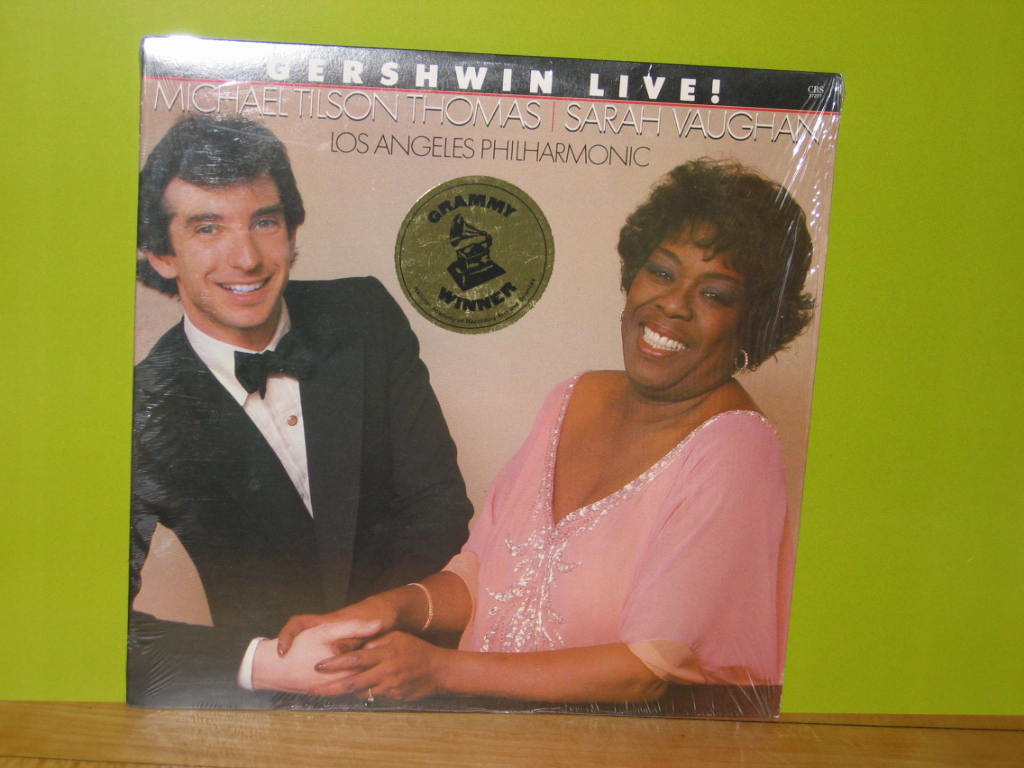 GERSHWIN LIVE!
CBS
MICHAEL TILSON THOMAS | SARAH VAUGHAN
LOS ANGELES PHILHARMONIC
GRAMMY
WINNER